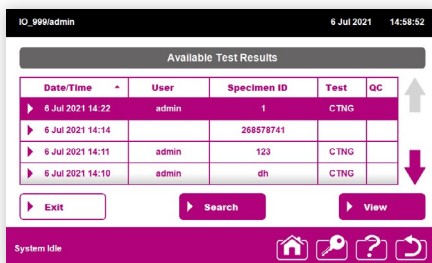 IO_999/admin 6 Jul 2021 14:58:52
Available Test Results
Date/Time User Specimen ID Test QC
6 Jul 2021 14:22 admin 1 CTNG
6 Jul 2021 14:14 268578741
6 Jul 2021 14:11 admin 123 CTNG
6 Jul 2021 14:10 admin dh CTNG
Exit Search View
System Idle